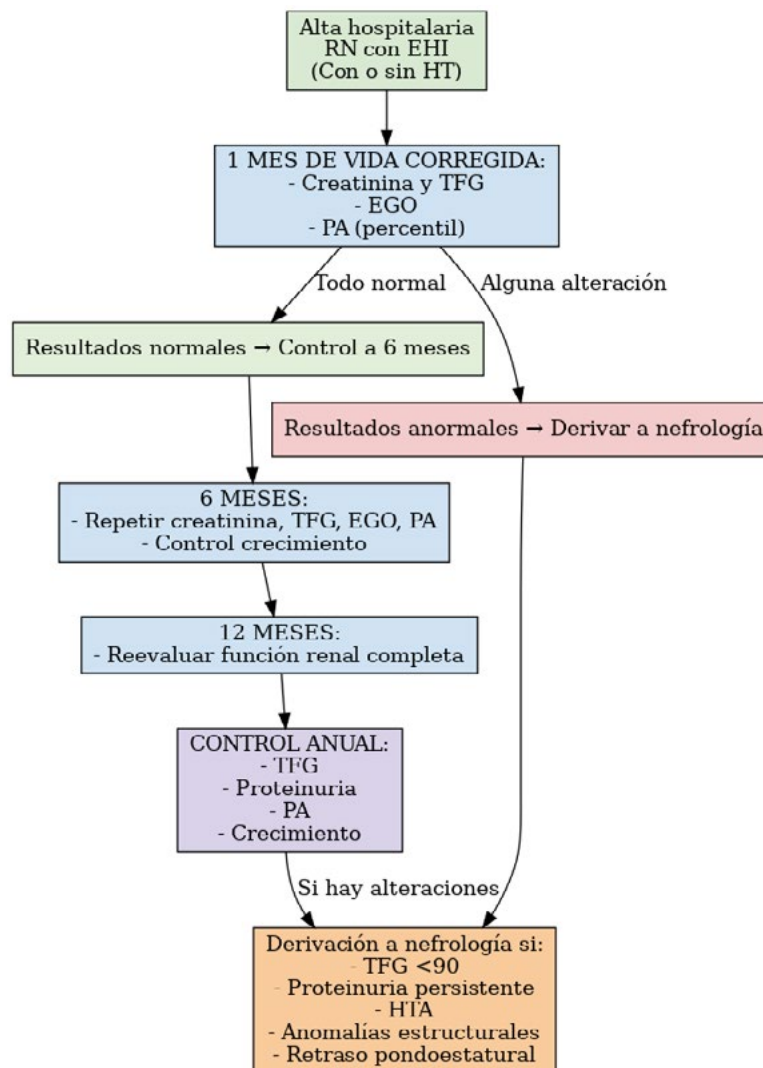 Alta hospitalaria
RN con EHI
(Con o sin HT)
1 MES DE VIDA CORREGIDA:
- Creatinina y TFG
- EGO
- PA (percentil)
Todo normal
Alguna alteración
Resultados normales → Control a 6 meses
Resultados anormales → Derivar a nefrología
6 MESES:
- Repetir creatinina, TFG, EGO, PA
- Control crecimiento
12 MESES:
- Reevaluar función renal completa
CONTROL ANUAL:
- TFG
- Proteinuria
- PA
- Crecimiento
Si hay alteraciones
Derivación a nefrología si:
- TFG <90
- Proteinuria persistente
- HTA
- Anomalías estructurales
- Retraso pondoestatural